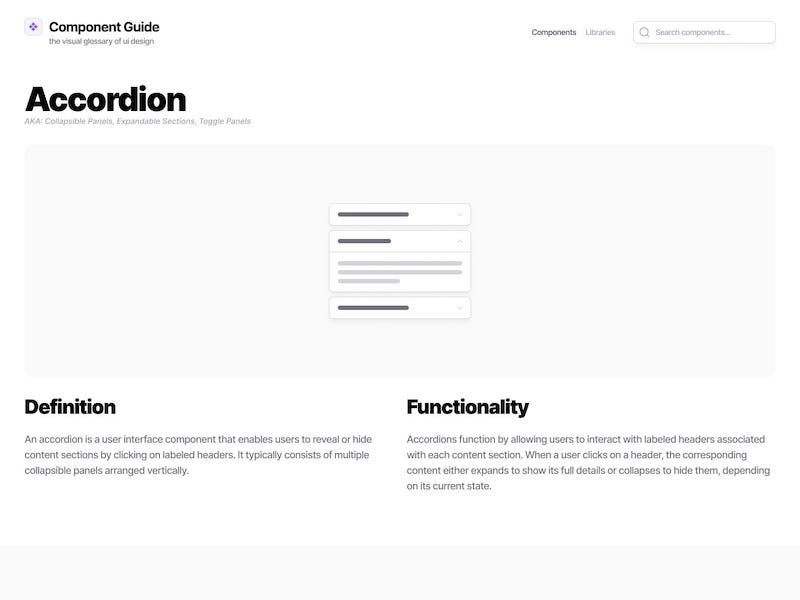 Component Guide
the visual glossary of ui design
Components
Libraries
Search components...
Accordion
AKA: Collapsible Panels, Expandable Sections, Toggle Panels
Definition
An accordion is a user interface component that enables users to reveal or hide
content sections by clicking on labeled headers. It typically consists of multiple
collapsible panels arranged vertically.
Functionality
Accordions function by allowing users to interact with labeled headers associated
with each content section. When a user clicks on a header, the corresponding
content either expands to show its full details or collapses to hide them, depending
on its current state.